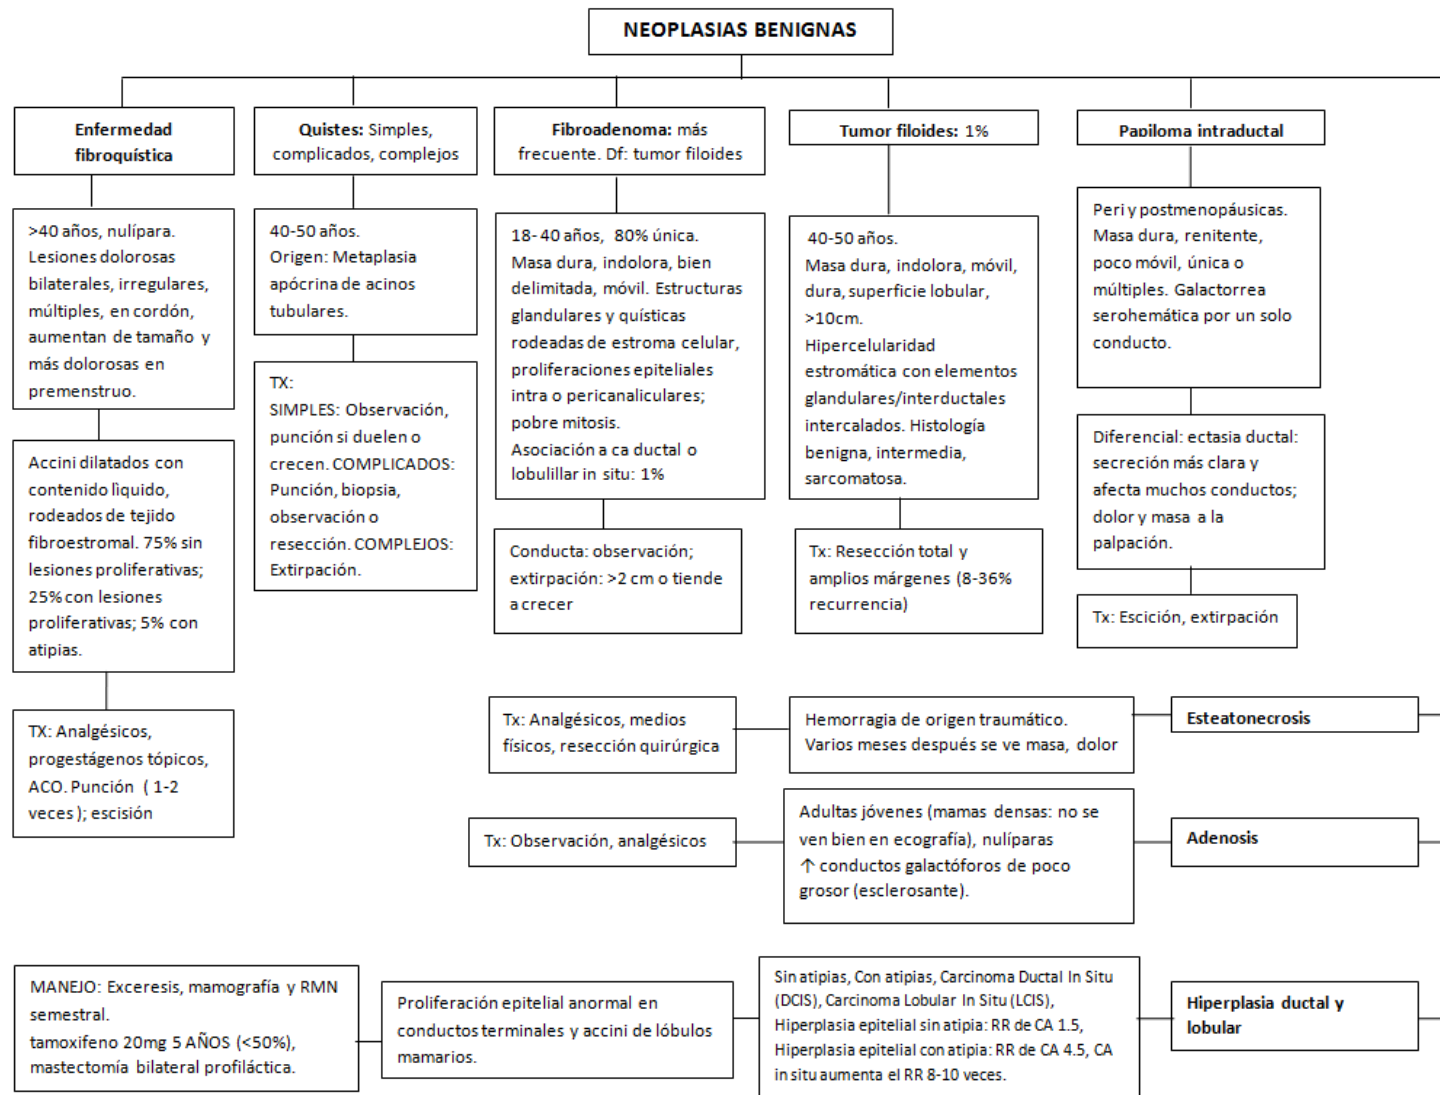 NEOPLASIAS BENIGNAS
Enfermedad
fibroquística
Quistes: Simples,
complicados, complejos
Fibroadenoma: más
frecuente. Df: tumor filoides
Tumor filoides: 1%
Papiloma intraductal
>40 años, nulípara.
Lesiones dolorosas
bilaterales, irregulares,
múltiples, en cordón,
aumentan de tamaño y
más dolorosas en
premenstruo.
Accini dilatados con
contenido lìquido,
rodeados de tejido
fibroestromal. 75% sin
lesiones proliferativas;
25% con lesiones
proliferativas; 5% con
atipias.
TX: Analgésicos,
progestágenos tópicos,
ACO. Punción ( 1-2
veces ); escisión
40-50 años.
Origen: Metaplasia
apócrina de acinos
tubulares.
TX:
SIMPLES: Observación,
punción si duelen o
crecen. COMPLICADOS:
Punción, biopsia,
observación o
resección. COMPLEJOS:
Extirpación.
18- 40 años, 80% única.
Masa dura, indolora, bien
delimitada, móvil. Estructuras
glandulares y quísticas
rodeadas de estroma celular,
proliferaciones epiteliales
intra o pericanaliculares;
pobre mitosis.
Asociación a ca ductal o
lobulillar in situ: 1%
Conducta: observación;
extirpación: >2 cm o tiende
a crecer
40-50 años.
Masa dura, indolora, móvil,
dura, superficie lobular,
>10cm.
Hipercelularidad
estromática con elementos
glandulares/interductales
intercalados. Histología
benigna, intermedia,
sarcomatosa.
Tx: Resección total y
amplios márgenes (8-36%
recurrencia)
Peri y postmenopáusicas.
Masa dura, renitente,
poco móvil, única o
múltiples. Galactorrea
serohemática por un solo
conducto.
Diferencial: ectasia ductal:
secreción más clara y
afecta muchos conductos;
dolor y masa a la
palpación.
Tx: Escición, extirpación
Tx: Analgésicos, medios
físicos, resección quirúrgica
Hemorragia de origen traumático.
Varios meses después se ve masa, dolor
Esteatonecrosis
Tx: Observación, analgésicos
Adultas jóvenes (mamas densas: no se
ven bien en ecografía), nulíparas
↑ conductos galactóforos de poco
grosor (esclerosante).
Adenosis
MANEJO: Exceresis, mamografía y RMN
semestral.
tamoxifeno 20mg 5 AÑOS (<50%),
mastectomía bilateral profiláctica.
Proliferación epitelial anormal en
conductos terminales y accini de lóbulos
mamarios.
Sin atipias, Con atipias, Carcinoma Ductal In Situ
(DCIS), Carcinoma Lobular In Situ (LCIS),
Hiperplasia epitelial sin atipia: RR de CA 1.5,
Hiperplasia epitelial con atipia: RR de CA 4.5, CA
in situ aumenta el RR 8-10 veces.
Hiperplasia ductal y
lobular